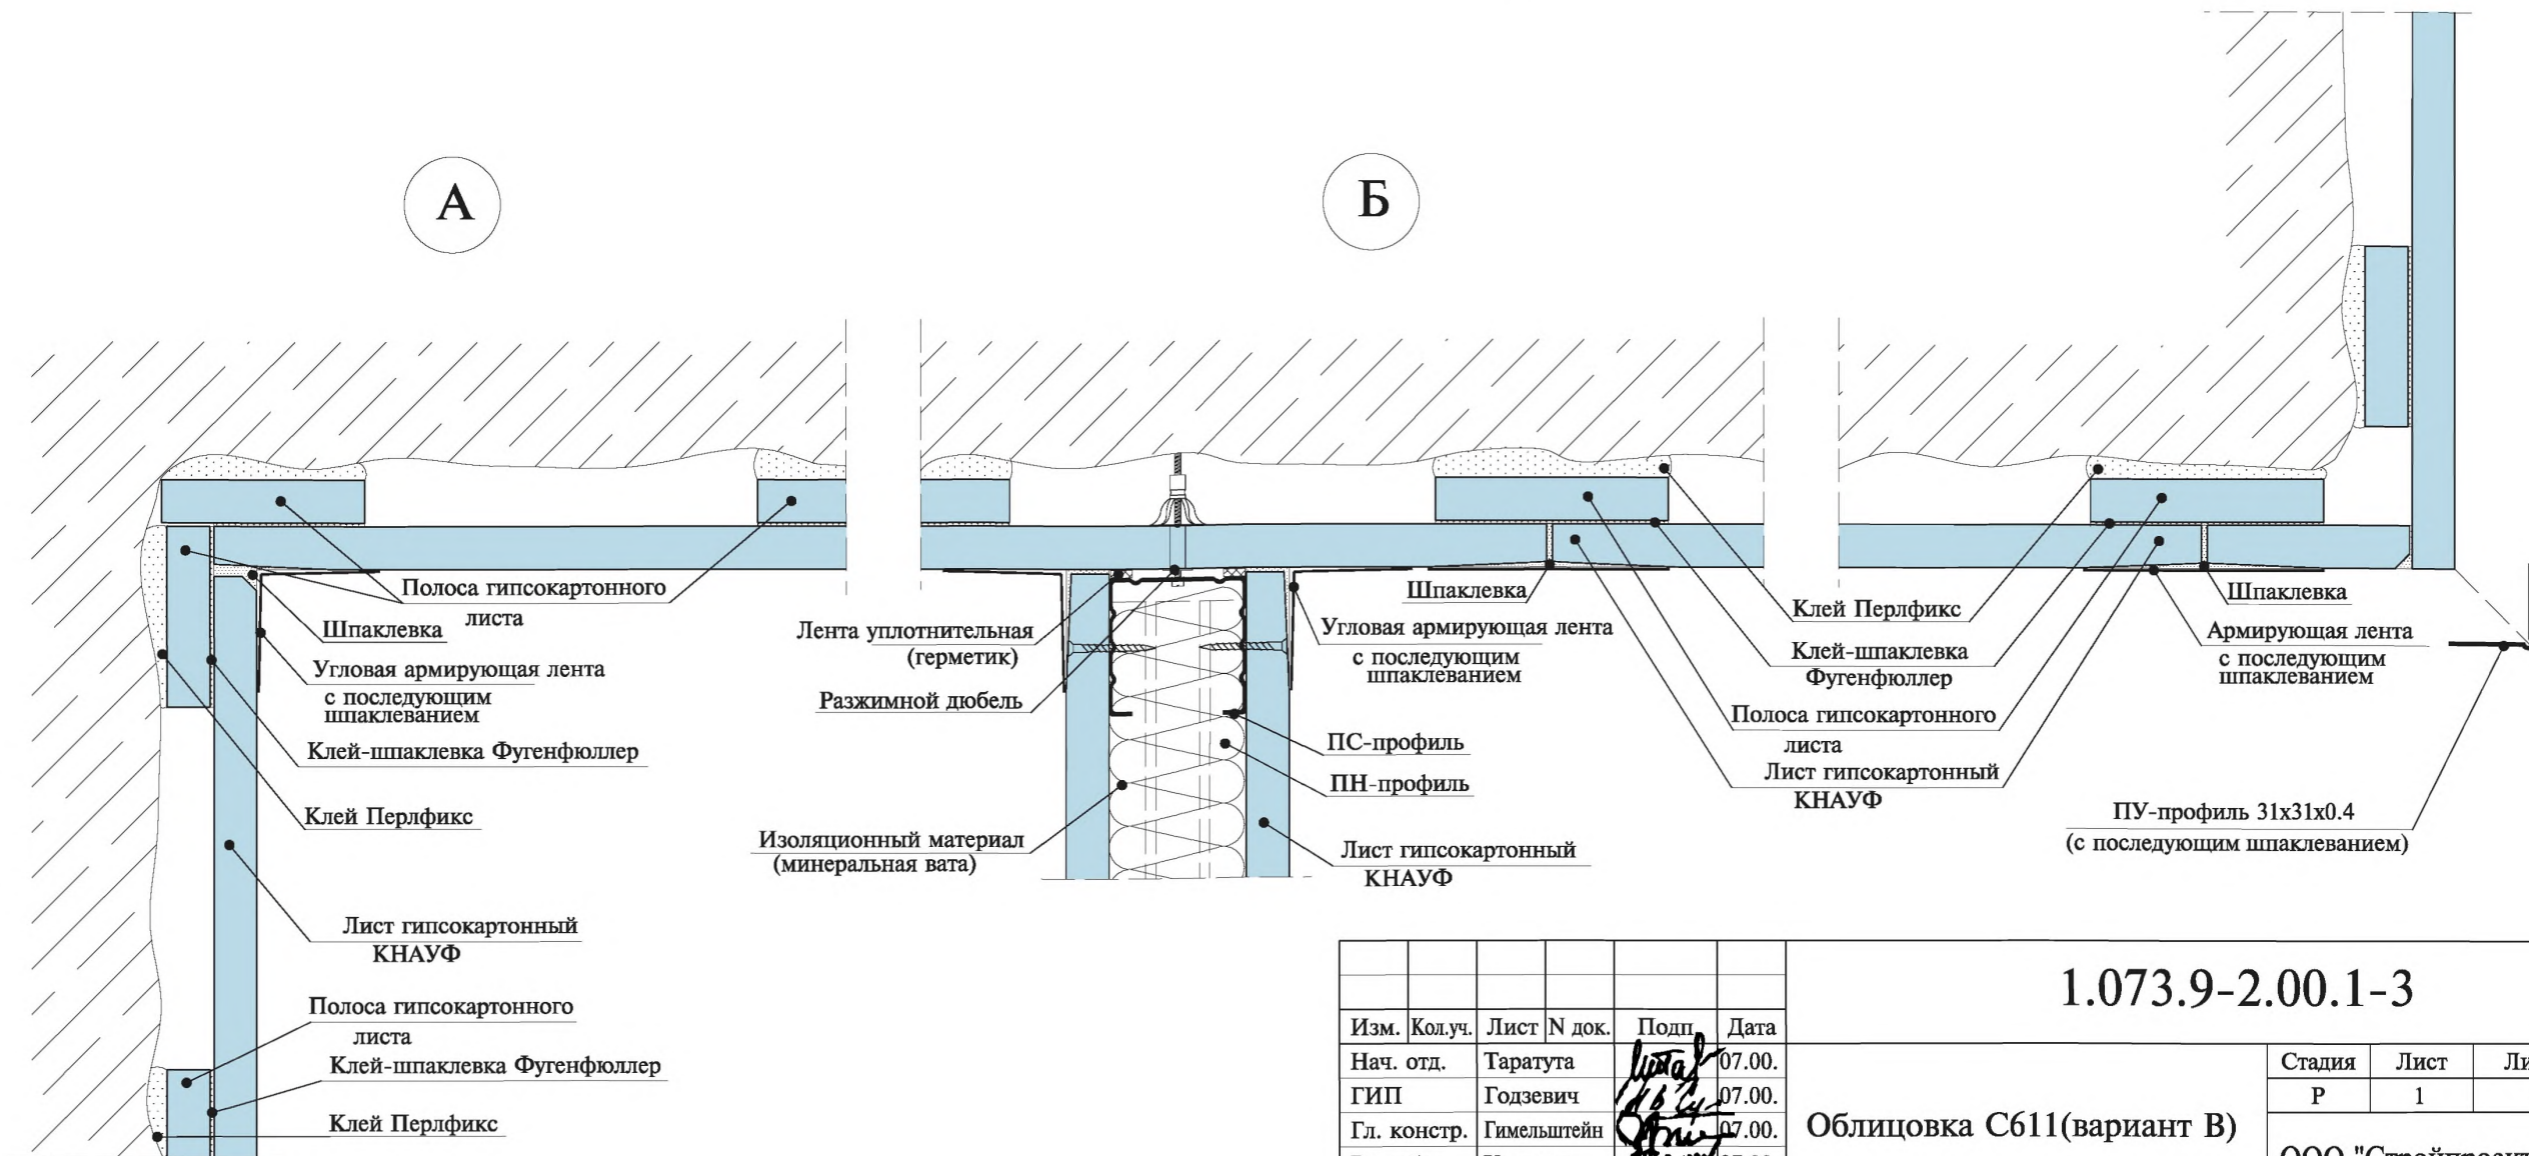 А
Б
Полоса гипсокартонного
листа
Шпаклевка
Угловая армирующая лента
с последующим
шпаклеванием
Клей-шпаклевка Фугенфюллер
Клей Перлфикс
Лист гипсокартонный
КНАУФ
Полоса гипсокартонного
листа
Клей-шпаклевка Фугенфюллер
Клей Перлфикс
Лента уплотнительная
(герметик)
Разжимной дюбель
Изоляционный материал
(минеральная вата)
Шпаклевка
Угловая армирующая лента
с последующим
шпаклеванием
ПС-профиль
ПН-профиль
Лист гипсокартонный
КНАУФ
Клей Перлфикс
Клей-шпаклевка
Фугенфюллер
Полоса гипсокартонного
листа
Лист гипсокартонный
КНАУФ
Шпаклевка
Армирующая лента
с последующим
шпаклеванием
ПУ-профиль 31х31х0.4
(с последующим шпаклеванием)
1.073.9-2.00.1-3
Изм. Кол.уч. Лист N док. Подп. Дата
Нач. отд. Таратута 07.00.
ГИП Годзевич 07.00.
Гл. констр. Гимельштейн 07.00.
Облицовка С611(вариант В)
Стадия Лист
Р 1
ООО